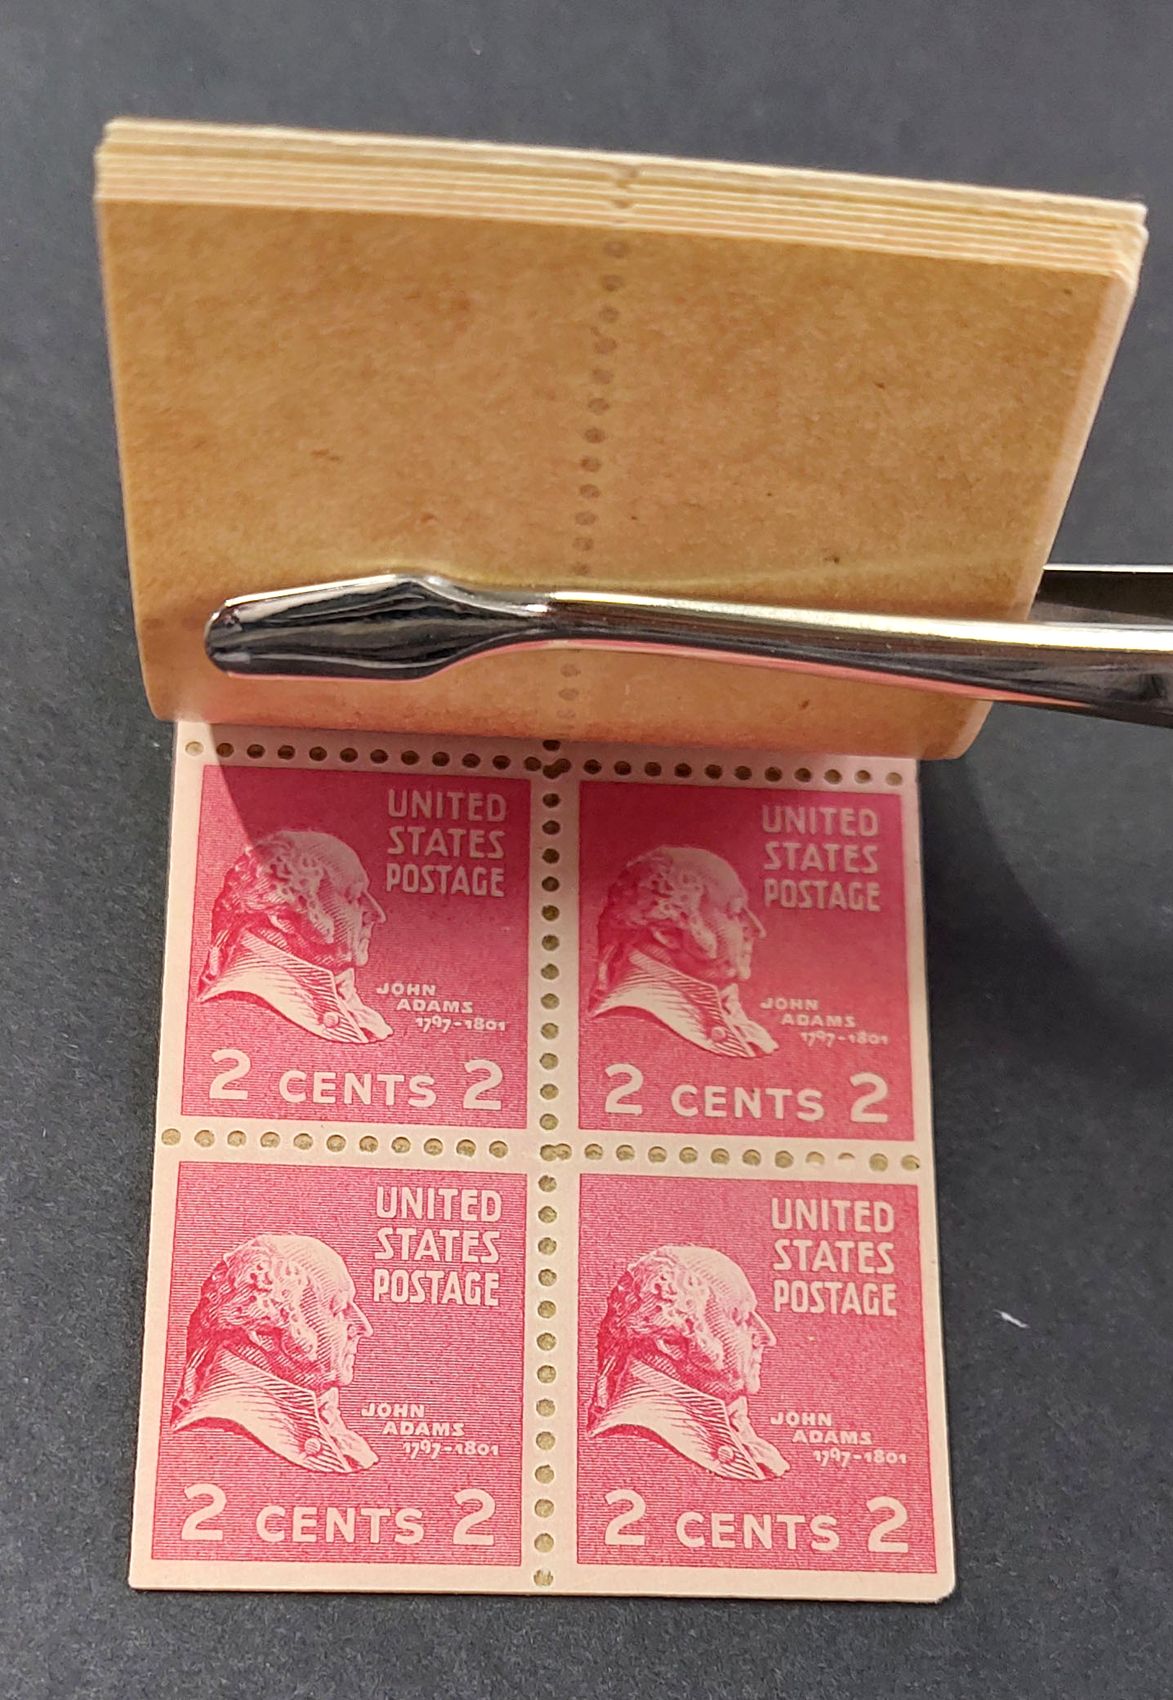 UNITED
STATES
POSTAGE
JOHN
ADAMS
1797-1801
2 CENTS 2
UNITED
STATES
POSTAGE
JOHN
ADAMS
1797-1801
2 CENTS 2
UNITED
STATES
POSTAGE
JOHN
ADAMS
1797-1801
2 CENTS 2
UNITED
STATES
POSTAGE
JOHN
ADAMS
1797-1801
2 CENTS 2